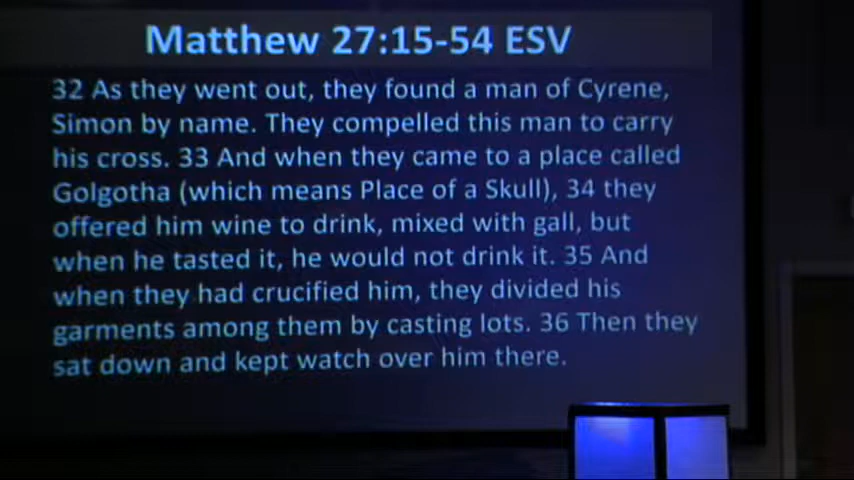 Matthew 27:15-54 ESV
32 As they went out, they found a man of Cyrene,
Simon by name. They compelled this man to carry
his cross. 33 And when they came to a place called
Golgotha (which means Place of a Skull), 34 they
offered him wine to drink, mixed with gall, but
when he tasted it, he would not drink it. 35 And
when they had crucified him, they divided his
garments among them by casting lots. 36 Then they
sat down and kept watch over him there.